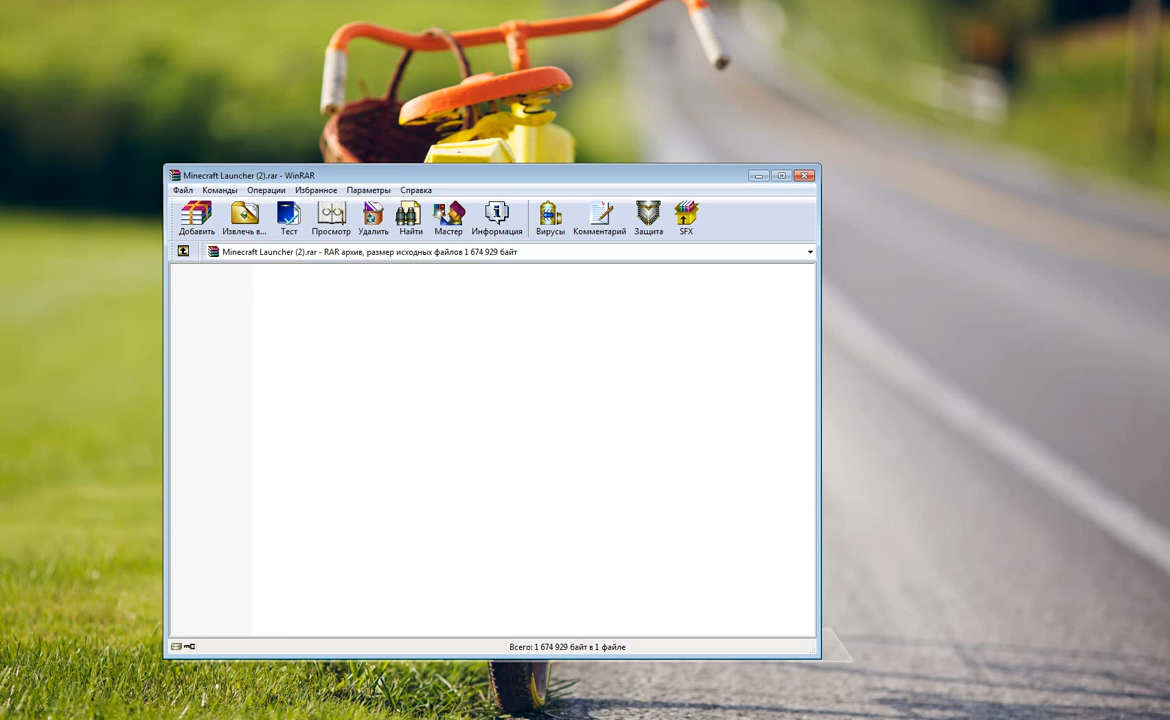 Minecraft Launcher (2).rar - WinRAR
Файл Команды Операции Избранное Параметры Справка
Добавить Извлечь в... Тест Просмотр Удалить Найти Мастер Информация Вирусы Комментарий Защита SFX
Minecraft Launcher (2).rar - RAR архив, размер исходных файлов 1 674 929 байт
Всего: 1 674 929 байт в 1 файле